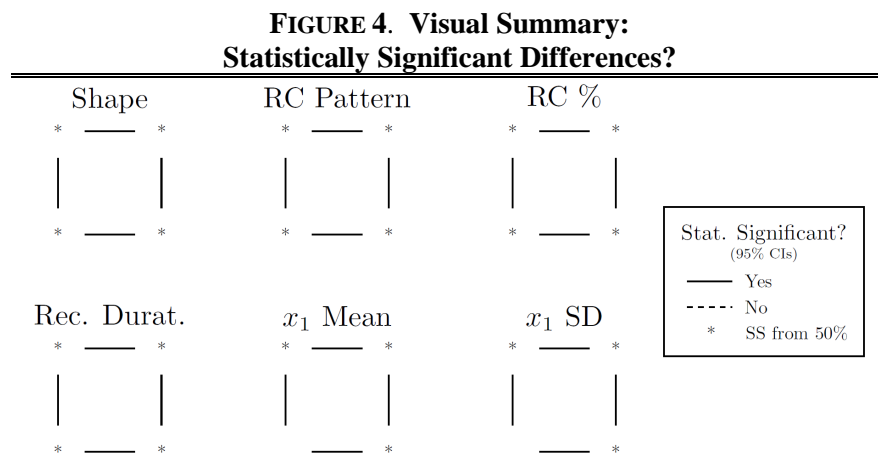 FIGURE 4. Visual Summary:
Statistically Significant Differences?
Shape RC Pattern RC %
* * * * * *
* * * * * *
Stat. Significant?
(95% CIs)
Yes
No
* SS from 50%
Rec. Durat. x₁ Mean x₁ SD
* * * * * *
* * * *